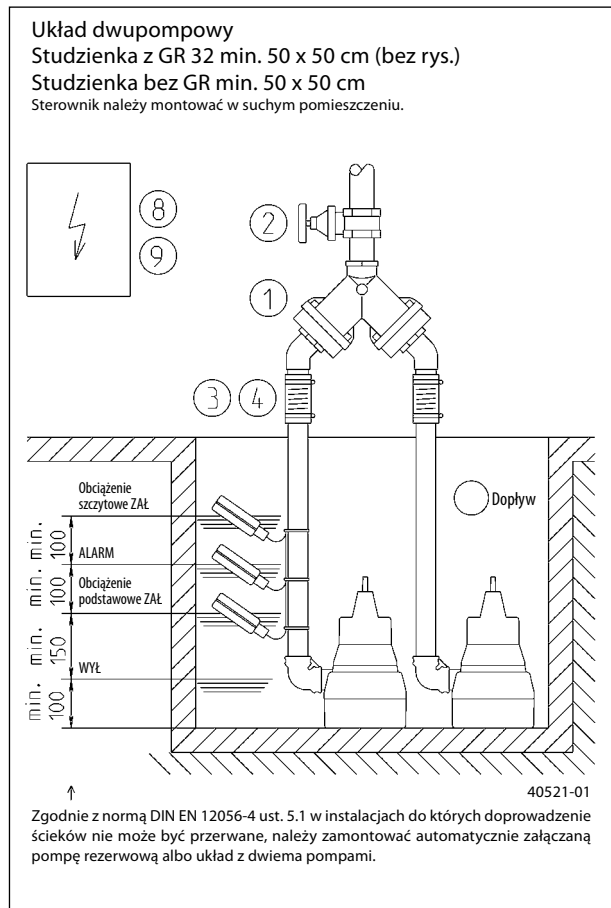 Układ dwupompowy
Studzienka z GR 32 min. 50 x 50 cm (bez rys.)
Studzienka bez GR min. 50 x 50 cm
Sterownik należy montować w suchym pomieszczeniu.
8
9
2
1
3 4
Obciążenie
szczytowe ZAŁ
min. 100
ALARM
min. 100
Obciążenie
podstawowe ZAŁ
min. 150
WYŁ
min. 100
Dopływ
40521-01
Zgodnie z normą DIN EN 12056-4 ust. 5.1 w instalacjach do których doprowadzenie
ścieków nie może być przerwane, należy zamontować automatycznie załączaną
pompę rezerwową albo układ z dwiema pompami.